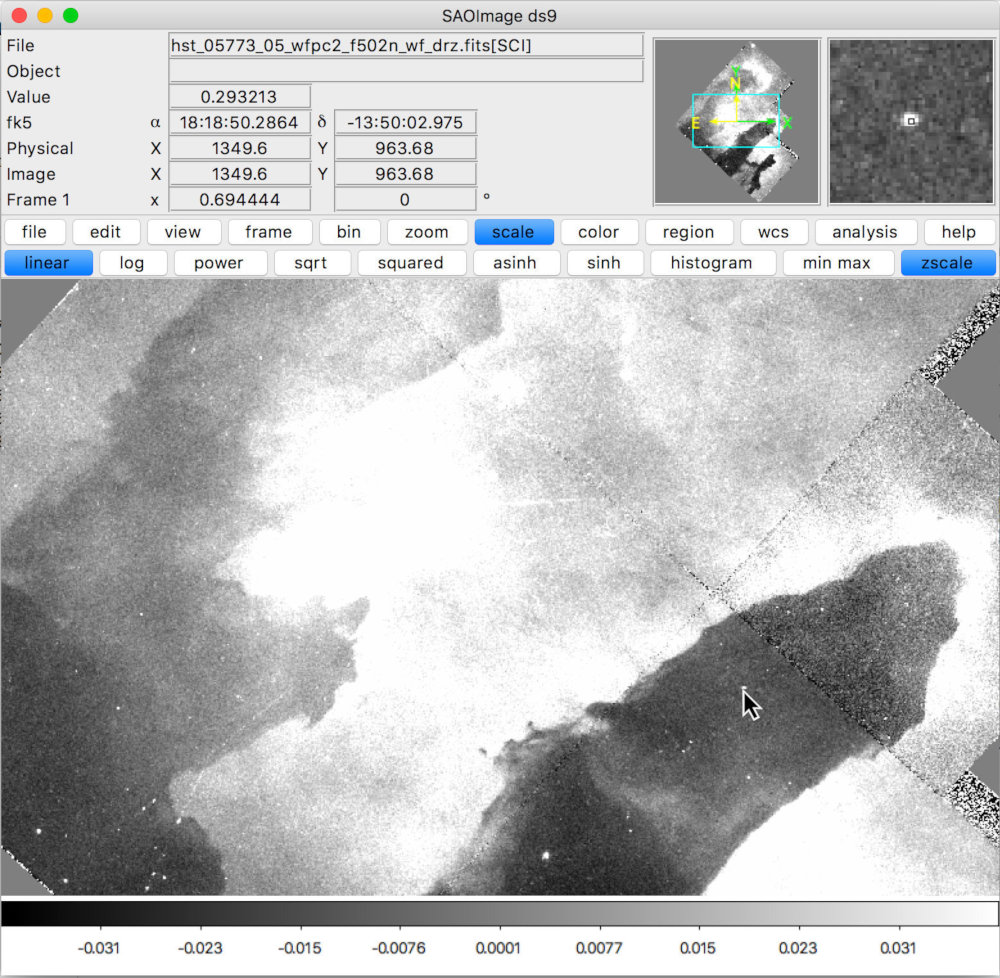 SAOImage ds9
File hst_05773_05_wfpc2_f502n_wf_drz.fits[SCI]
Object
Value 0.293213
fk5 α 18:18:50.2864 δ -13:50:02.975
Physical X 1349.6 Y 963.68
Image X 1349.6 Y 963.68
Frame 1 x 0.694444 0 °
Y
N
E X
file edit view frame bin zoom scale color region wcs analysis help
linear log power sqrt squared asinh sinh histogram min max zscale
-0.031 -0.023 -0.015 -0.0076 0.0001 0.0077 0.015 0.023 0.031